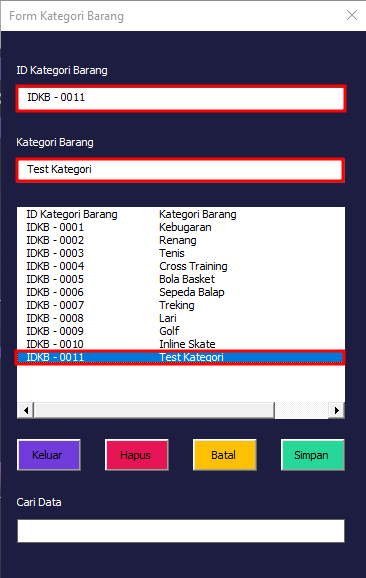 Form Kategori Barang
ID Kategori Barang
IDKB - 0011
Kategori Barang
Test Kategori
ID Kategori Barang Kategori Barang
IDKB - 0001 Kebugaran
IDKB - 0002 Renang
IDKB - 0003 Tenis
IDKB - 0004 Cross Training
IDKB - 0005 Bola Basket
IDKB - 0006 Sepeda Balap
IDKB - 0007 Treking
IDKB - 0008 Lari
IDKB - 0009 Golf
IDKB - 0010 Inline Skate
IDKB - 0011 Test Kategori
Keluar Hapus Batal Simpan
Cari Data